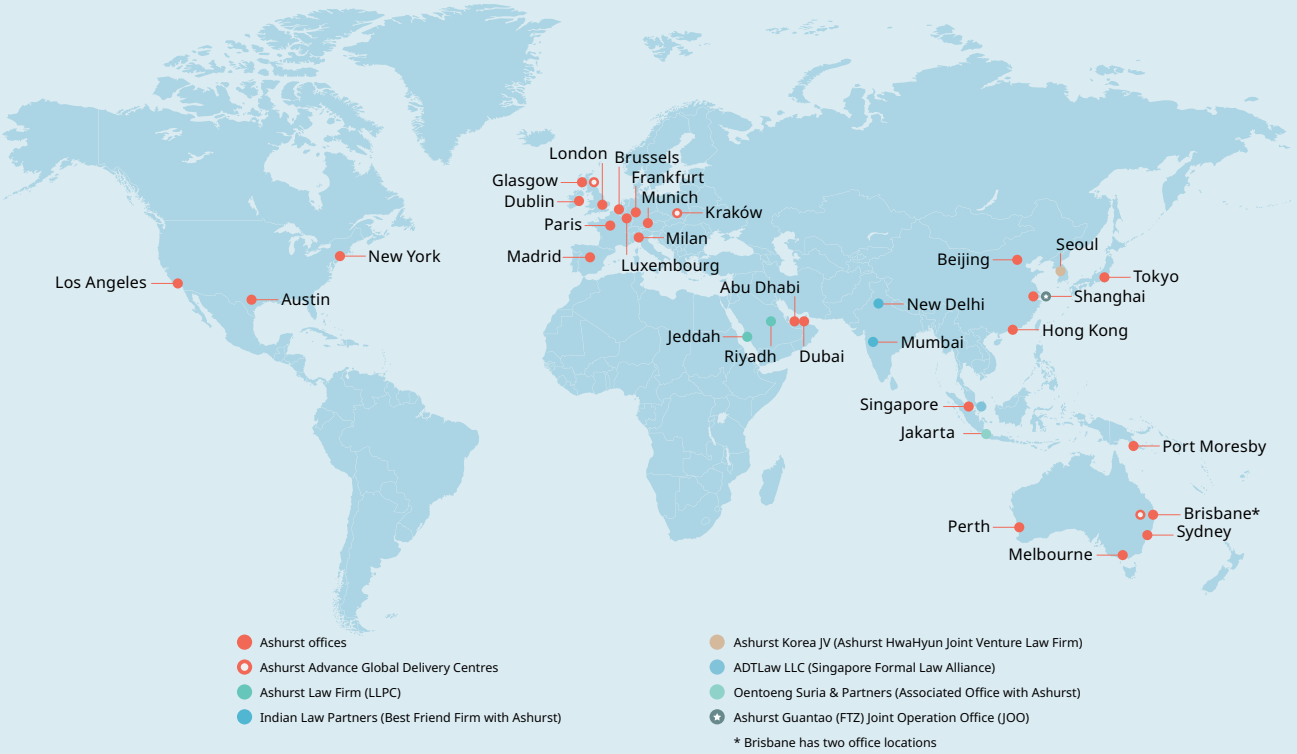 London
Brussels
Glasgow
Frankfurt
Dublin
Munich
Kraków
Paris
Milan
Madrid
Luxembourg
New York
Los Angeles
Austin
Abu Dhabi
Jeddah
Riyadh
Dubai
Seoul
Beijing
Tokyo
Shanghai
New Delhi
Hong Kong
Mumbai
Singapore
Jakarta
Port Moresby
Brisbane*
Perth
Sydney
Melbourne
Ashurst offices
Ashurst Advance Global Delivery Centres
Ashurst Law Firm (LLPC)
Indian Law Partners (Best Friend Firm with Ashurst)
Ashurst Korea JV (Ashurst HwaHyun Joint Venture Law Firm)
ADTLaw LLC (Singapore Formal Law Alliance)
Oentoeng Suria & Partners (Associated Office with Ashurst)
Ashurst Guantao (FTZ) Joint Operation Office (JOO)
* Brisbane has two office locations